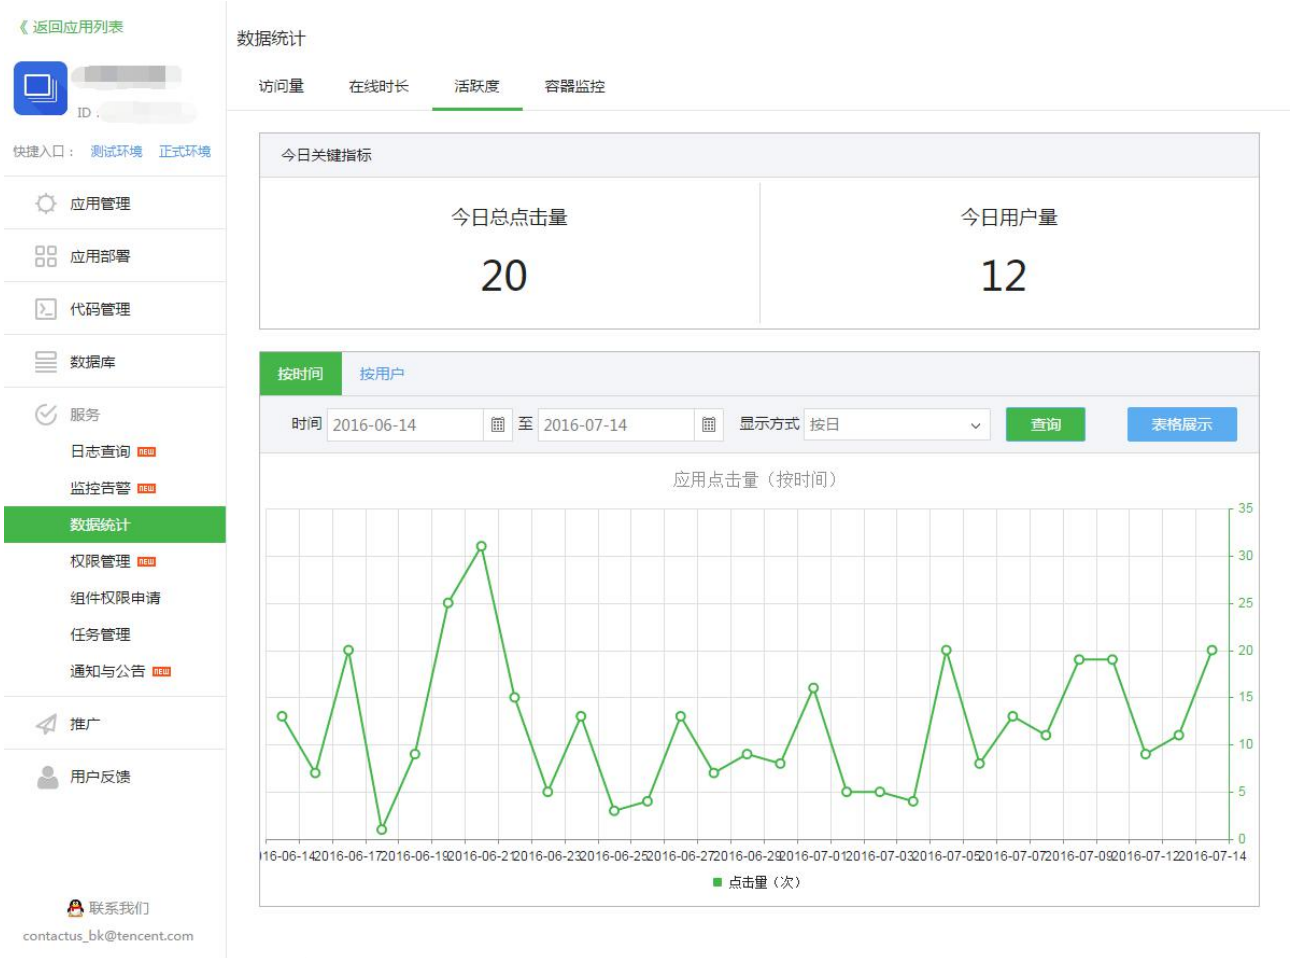 《 返回应用列表
ID :
快捷入口： 测试环境 正式环境
应用管理
应用部署
代码管理
数据库
服务
日志查询 NEW
监控告警 NEW
数据统计
权限管理 NEW
组件权限申请
任务管理
通知与公告 NEW
推广
用户反馈
联系我们
contactus_bk@tencent.com
数据统计
访问量 在线时长 活跃度 容器监控
今日关键指标
今日总点击量 今日用户量
20 12
按时间 按用户
时间 2016-06-14 至 2016-07-14 显示方式 按日 查询 表格展示
应用点击量（按时间）
35
30
25
20
15
10
5
0
16-06-14 2016-06-17 2016-06-19 2016-06-21 2016-06-23 2016-06-25 2016-06-27 2016-06-29 2016-07-01 2016-07-03 2016-07-05 2016-07-07 2016-07-09 2016-07-12 2016-07-14
点击量（次）